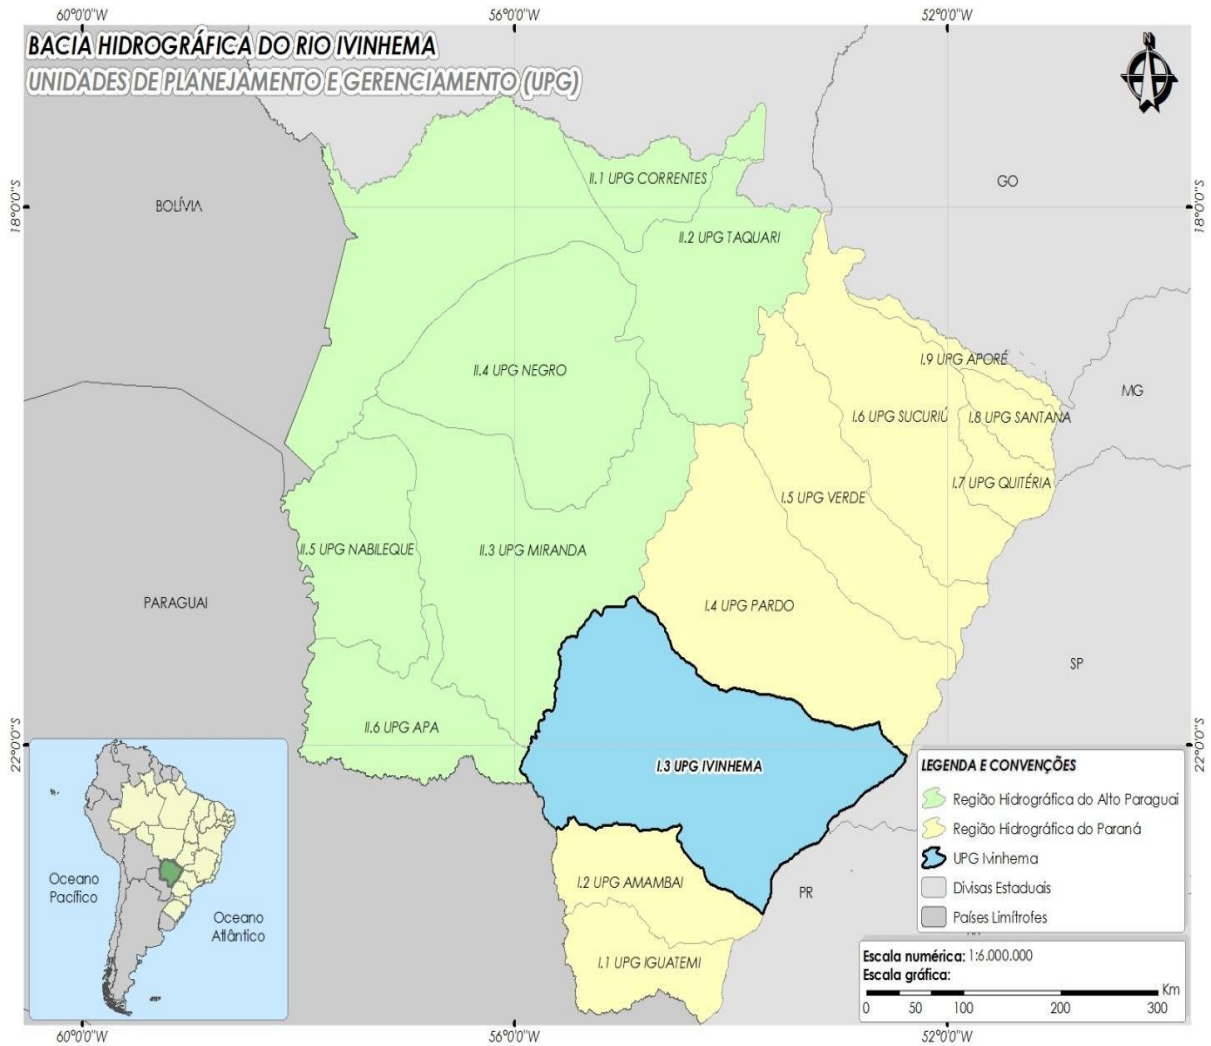 60°0'0"W
56°0'0"W
52°0'0"W
BACIA HIDROGRÁFICA DO RIO IVINHEMA
UNIDADES DE PLANEJAMENTO E GERENCIAMENTO (UPG)
N
II.1 UPG CORRENTES
GO
BOLÍVIA
18°0'0"S
18°0'0"S
II.2 UPG TAQUARI
I.9 UPG APORÉ
II.4 UPG NEGRO
MG
I.6 UPG SUCURIÚ
I.8 UPG SANTANA
I.7 UPG QUITÉRIA
I.5 UPG VERDE
II.5 UPG NABILEQUE
II.3 UPG MIRANDA
PARAGUAI
I.4 UPG PARDO
SP
II.6 UPG APA
22°0'0"S
22°0'0"S
I.3 UPG IVINHEMA
LEGENDA E CONVENÇÕES
Região Hidrográfica do Alto Paraguai
Região Hidrográfica do Paraná
UPG Ivinhema
Divisas Estaduais
Países Limítrofes
Oceano
Pacífico
Oceano
Atlântico
I.2 UPG AMAMBAI
PR
I.1 UPG IGUATEMI
Escala numérica: 1:6.000.000
Escala gráfica:
Km
0 50 100 200 300
60°0'0"W
56°0'0"W
52°0'0"W